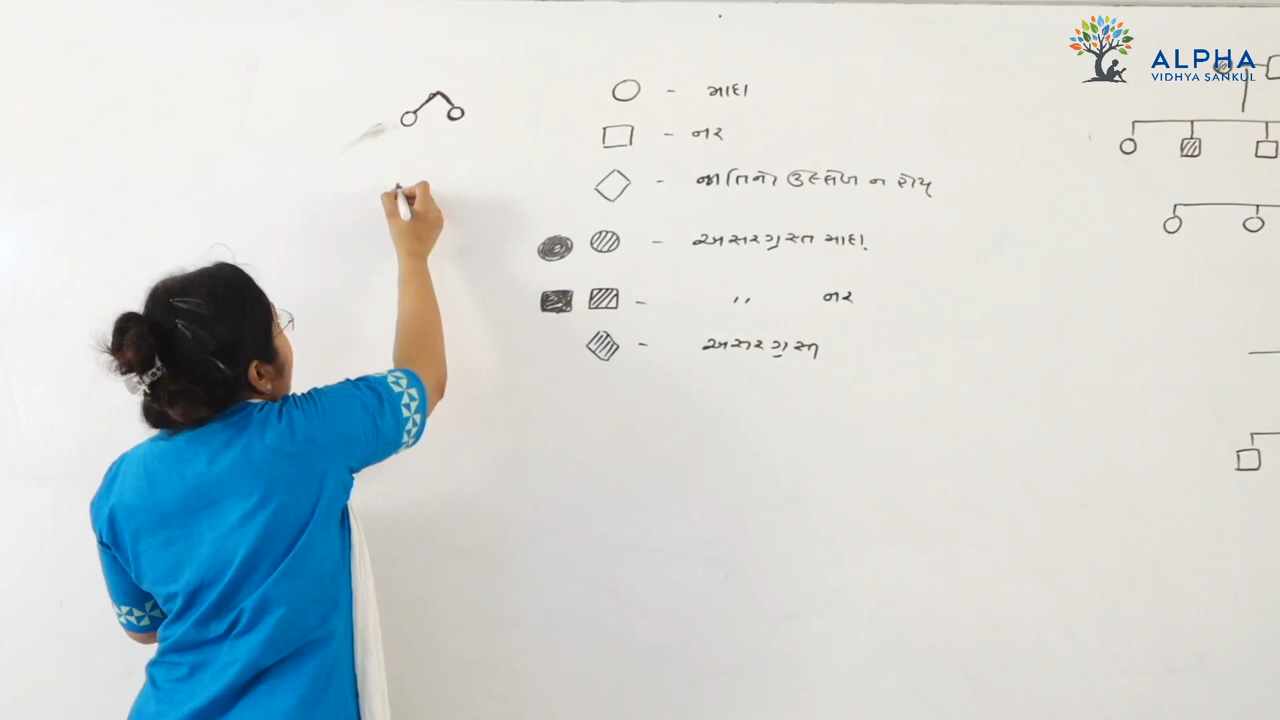 ALPHA
VIDHYA SANKUL
- માદા
- નર
- જાતિનો ઉલ્લેખ ન હોય
- અસરગ્રસ્ત માદા
- ,, નર
- અસરગ્રસ્ત